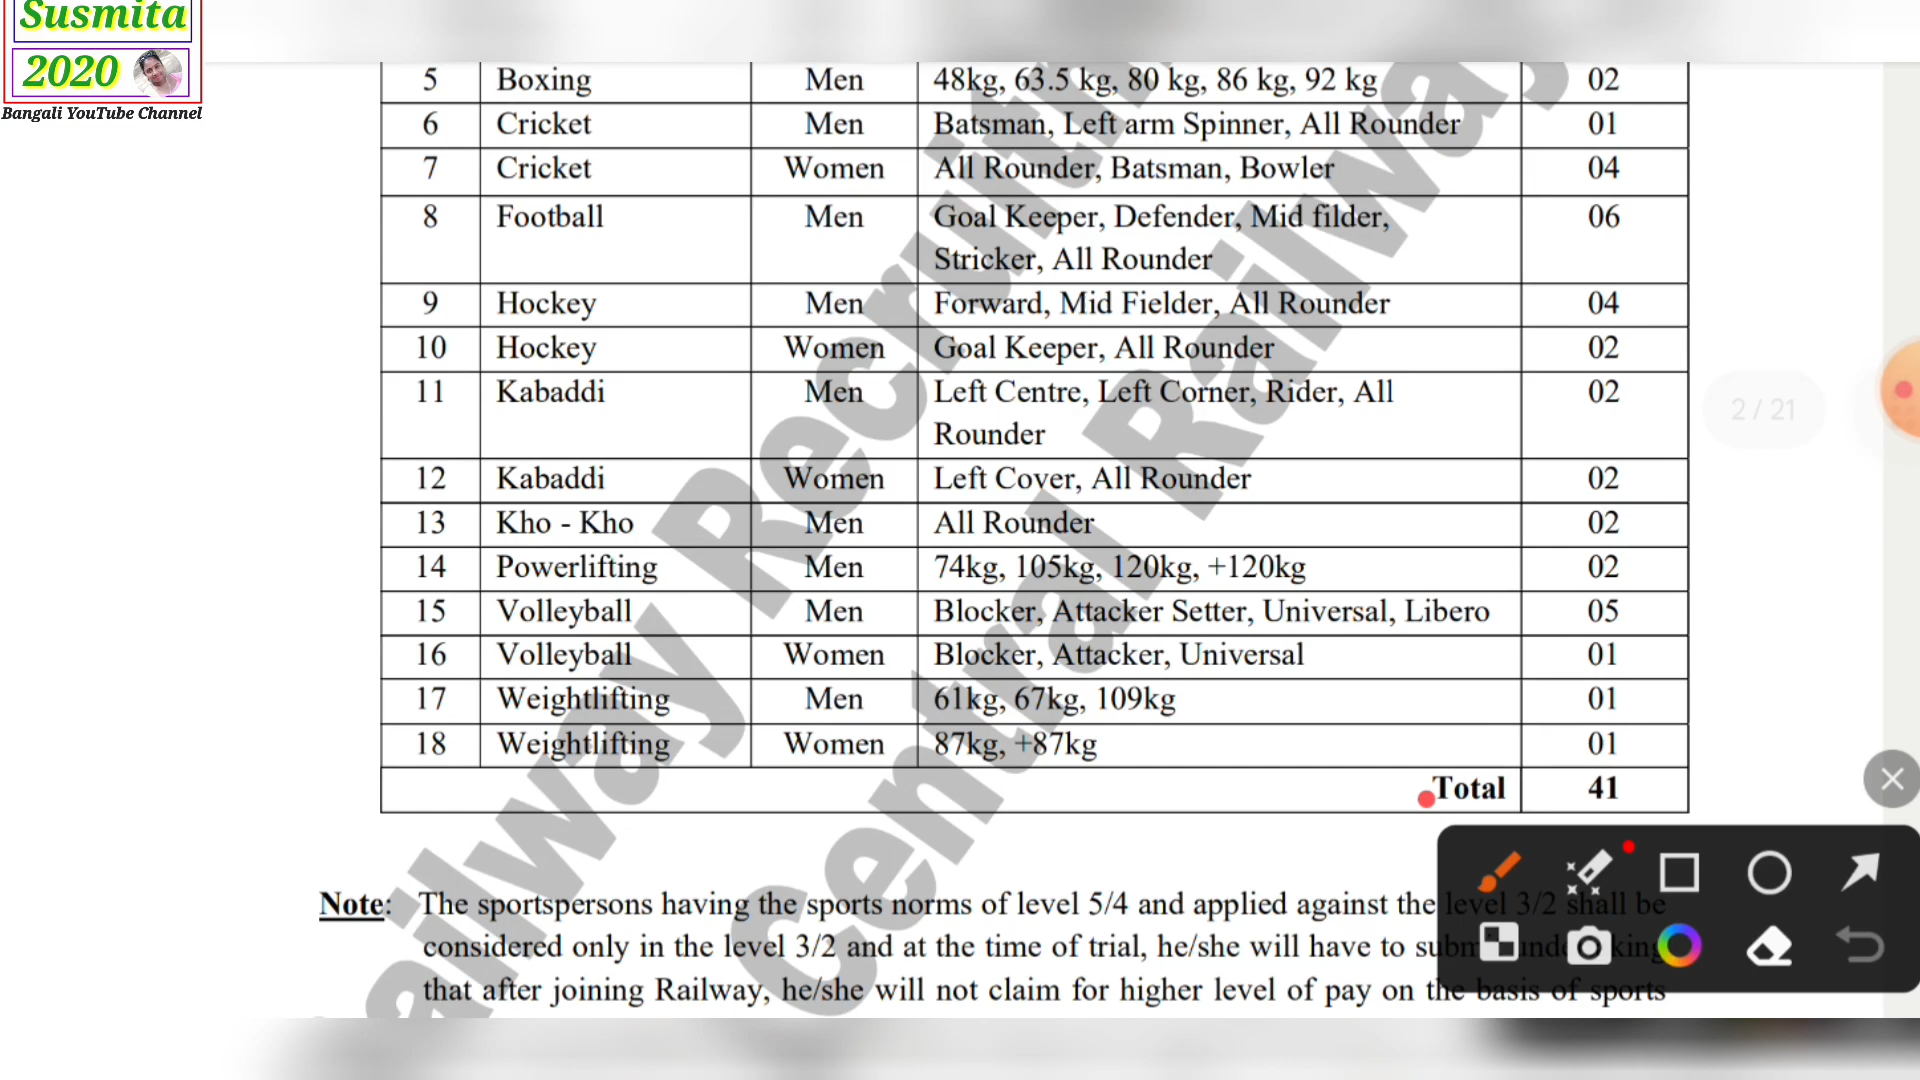 Susmita
2020
Bangali YouTube Channel
5 Boxing Men 48kg, 63.5 kg, 80 kg, 86 kg, 92 kg 02
6 Cricket Men Batsman, Left arm Spinner, All Rounder 01
7 Cricket Women All Rounder, Batsman, Bowler 04
8 Football Men Goal Keeper, Defender, Mid filder, 06
Stricker, All Rounder
9 Hockey Men Forward, Mid Fielder, All Rounder 04
10 Hockey Women Goal Keeper, All Rounder 02
11 Kabaddi Men Left Centre, Left Corner, Rider, All 02
Rounder
12 Kabaddi Women Left Cover, All Rounder 02
13 Kho - Kho Men All Rounder 02
14 Powerlifting Men 74kg, 105kg, 120kg, +120kg 02
15 Volleyball Men Blocker, Attacker Setter, Universal, Libero 05
16 Volleyball Women Blocker, Attacker, Universal 01
17 Weightlifting Men 61kg, 67kg, 109kg 01
18 Weightlifting Women 87kg, +87kg 01
Total 41
2 / 21
Note: The sportspersons having the sports norms of level 5/4 and applied against the level 3/2 shall be
considered only in the level 3/2 and at the time of trial, he/she will have to
that after joining Railway, he/she will not claim for higher level of pay on the basis of sports
Railway
Central Railway